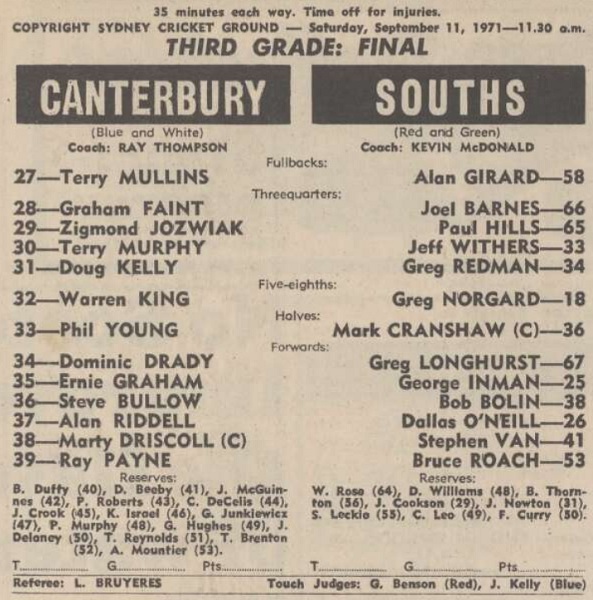 35 minutes each way. Time off for injuries.
COPYRIGHT SYDNEY CRICKET GROUND — Saturday, September 11, 1971—11.30 a.m.
THIRD GRADE: FINAL
CANTERBURY SOUTHS
(Blue and White) (Red and Green)
Coach: RAY THOMPSON Coach: KEVIN McDONALD
Fullbacks:
27—Terry MULLINS Alan GIRARD—58
Threequarters:
28—Graham FAINT Joel BARNES—66
29—Zigmond JOZWIAK Paul HILLS—65
30—Terry MURPHY Jeff WITHERS—33
31—Doug KELLY Greg REDMAN—34
Five-eighths:
32—Warren KING Greg NORGARD—18
Halves:
33—Phil YOUNG Mark CRANSHAW (C)—36
Forwards:
34—Dominic DRADY Greg LONGHURST—67
35—Ernie GRAHAM George INMAN—25
36—Steve BULLOW Bob BOLIN—38
37—Alan RIDDELL Dallas O'NEILL—26
38—Marty DRISCOLL (C) Stephen VAN—41
39—Ray PAYNE Bruce ROACH—53
Reserves: Reserves:
B. Duffy (40), D. Beeby (41), J. McGuin-
nes (42), P. Roberts (43), C. DeCelis (44),
J. Crook (45), K. Israel (46), G. Junkiewicz
(47), P. Murphy (48), G. Hughes (49), J.
Delaney (50), T. Reynolds (51), T. Brenton
(52), A. Mountier (53).
W. Rose (64), D. Williams (48), B. Thorn-
ton (56), J. Cookson (29), J. Newton (31),
S. Leckie (55), C. Leo (49), F. Curry (50).
T............ G............ Pts............ T............ G............ Pts............
Referee: L. BRUYERES Touch Judges: G. Benson (Red), J. Kelly (Blue)